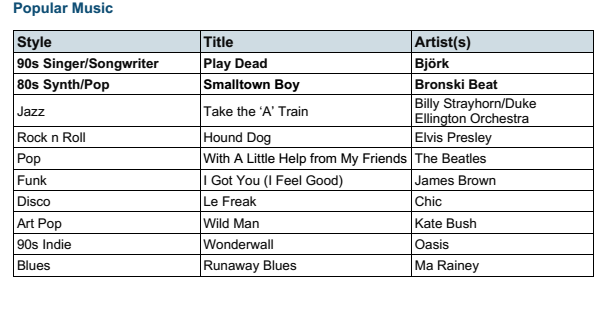 Popular Music
Style Title Artist(s)
90s Singer/Songwriter Play Dead Björk
80s Synth/Pop Smalltown Boy Bronski Beat
Jazz Take the ‘A’ Train Billy Strayhorn/Duke
Ellington Orchestra
Rock n Roll Hound Dog Elvis Presley
Pop With A Little Help from My Friends The Beatles
Funk I Got You (I Feel Good) James Brown
Disco Le Freak Chic
Art Pop Wild Man Kate Bush
90s Indie Wonderwall Oasis
Blues Runaway Blues Ma Rainey